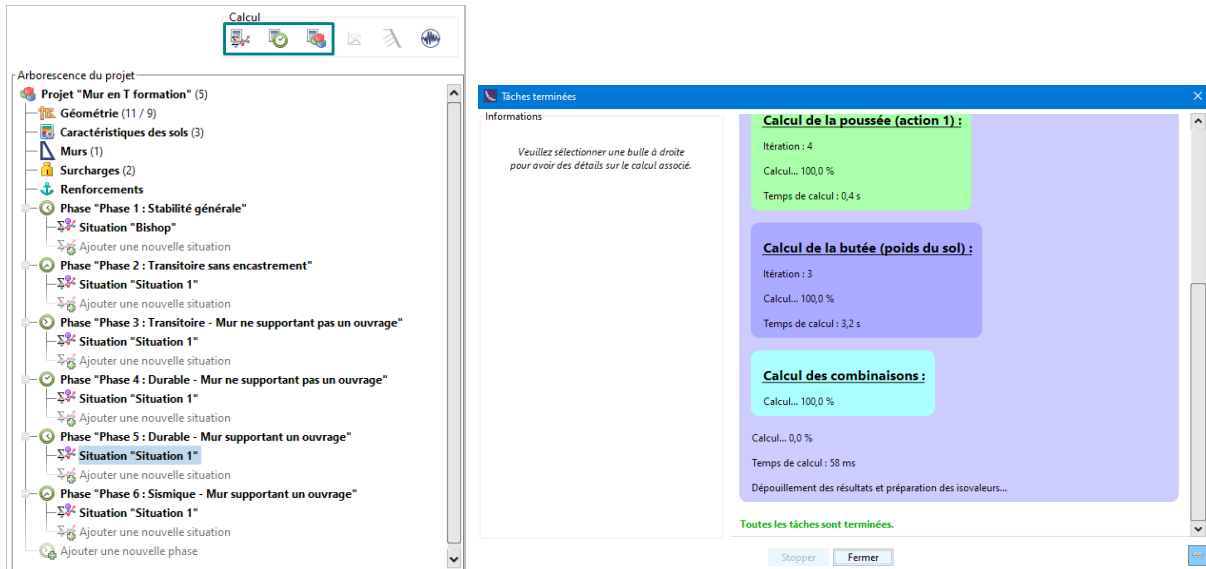 Calcul
Arborescence du projet
Projet "Mur en T formation" (5)
Géométrie (11 / 9)
Caractéristiques des sols (3)
Murs (1)
Surcharges (2)
Renforcements
Phase "Phase 1 : Stabilité générale"
Situation "Bishop"
Ajouter une nouvelle situation
Phase "Phase 2 : Transitoire sans encastrement"
Situation "Situation 1"
Ajouter une nouvelle situation
Phase "Phase 3 : Transitoire - Mur ne supportant pas un ouvrage"
Situation "Situation 1"
Ajouter une nouvelle situation
Phase "Phase 4 : Durable - Mur ne supportant pas un ouvrage"
Situation "Situation 1"
Ajouter une nouvelle situation
Phase "Phase 5 : Durable - Mur supportant un ouvrage"
Situation "Situation 1"
Ajouter une nouvelle situation
Phase "Phase 6 : Sismique - Mur supportant un ouvrage"
Situation "Situation 1"
Ajouter une nouvelle situation
Ajouter une nouvelle phase
Tâches terminées
Informations
Veuillez sélectionner une bulle à droite
pour avoir des détails sur le calcul associé.
Calcul de la poussée (action 1) :
Itération : 4
Calcul... 100,0 %
Temps de calcul : 0,4 s
Calcul de la butée (poids du sol) :
Itération : 3
Calcul... 100,0 %
Temps de calcul : 3,2 s
Calcul des combinaisons :
Calcul... 100,0 %
Calcul... 0,0 %
Temps de calcul : 58 ms
Dépouillement des résultats et préparation des isovaleurs...
Toutes les tâches sont terminées.
Stopper
Fermer